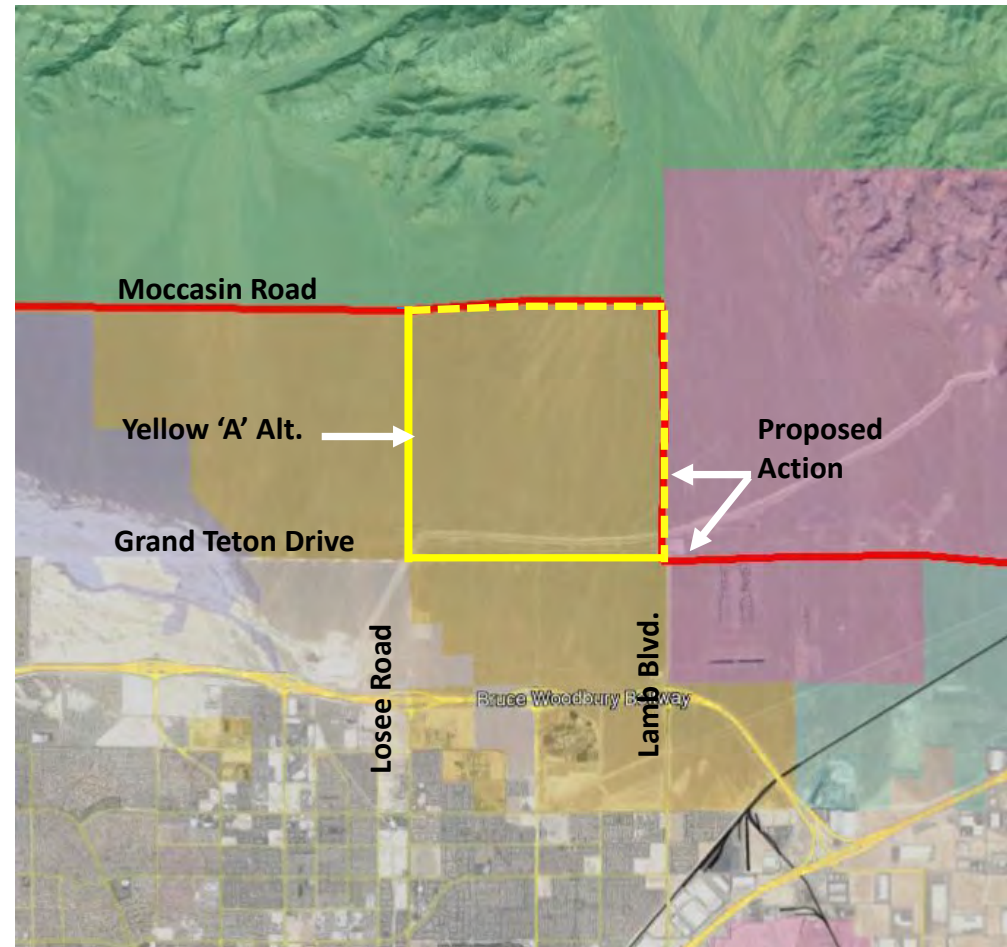 Moccasin Road
Yellow ‘A’ Alt.
Proposed
Action
Grand Teton Drive
Losee Road
Lamb Blvd.
Bruce Woodbury Beltway